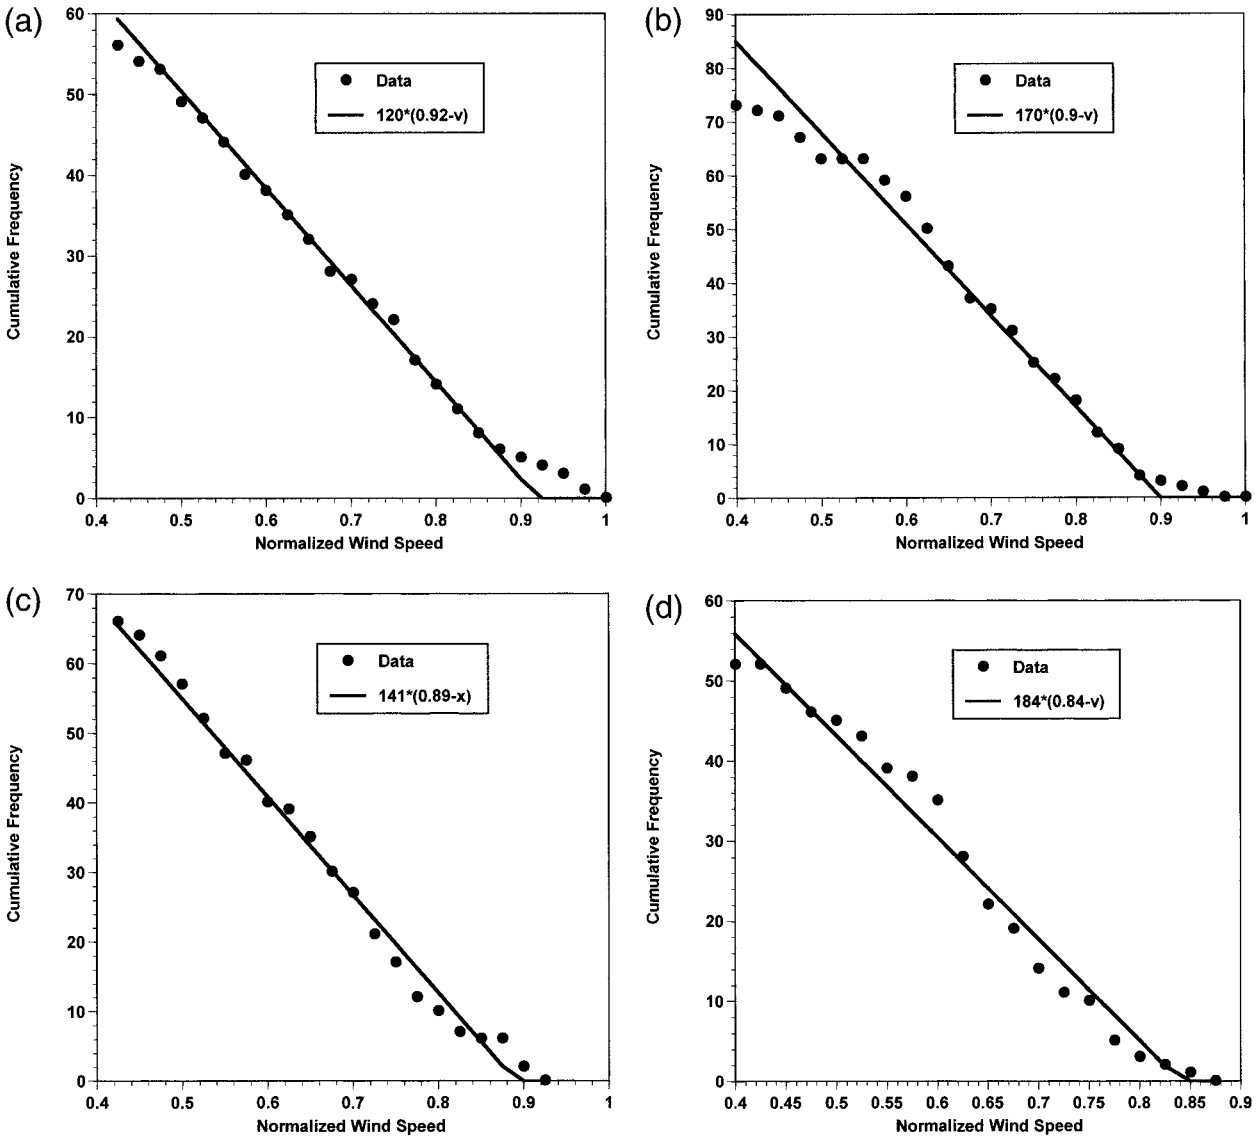 (a)
60
50
40
30
20
10
0
Cumulative Frequency
Data
120*(0.92-v)
0.4 0.5 0.6 0.7 0.8 0.9 1
Normalized Wind Speed
(b)
90
80
70
60
50
40
30
20
10
0
Cumulative Frequency
Data
170*(0.9-v)
0.4 0.5 0.6 0.7 0.8 0.9 1
Normalized Wind Speed
(c)
70
60
50
40
30
20
10
0
Cumulative Frequency
Data
141*(0.89-x)
0.4 0.5 0.6 0.7 0.8 0.9 1
Normalized Wind Speed
(d)
60
50
40
30
20
10
0
Cumulative Frequency
Data
184*(0.84-v)
0.4 0.45 0.5 0.55 0.6 0.65 0.7 0.75 0.8 0.85 0.9
Normalized Wind Speed